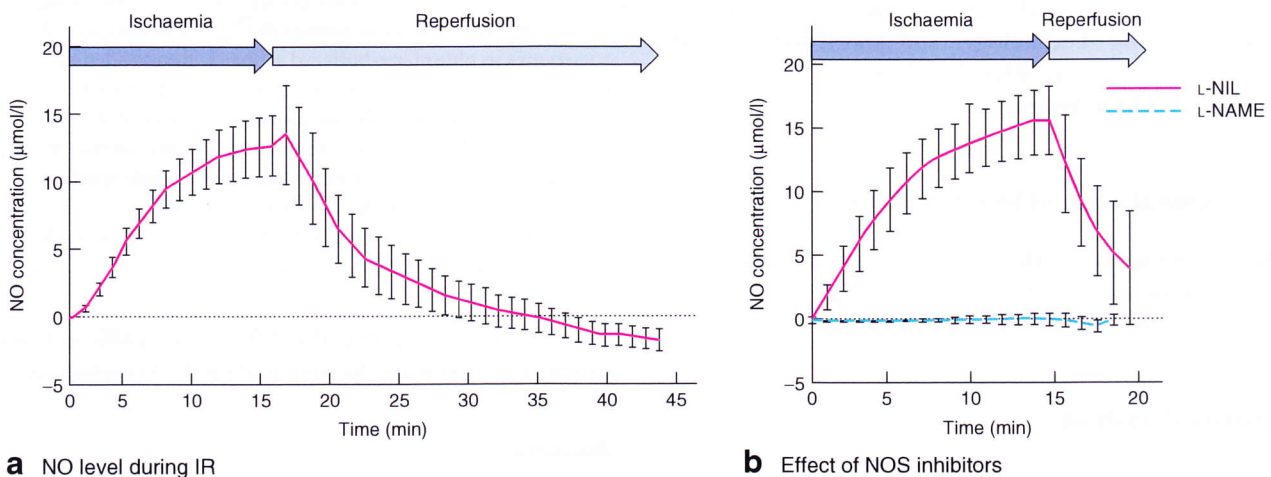 Ischaemia
Reperfusion
20
15
10
5
0
–5
NO concentration (µmol/l)
0 5 10 15 20 25 30 35 40 45
Time (min)
a NO level during IR
Ischaemia
Reperfusion
20
15
10
5
0
–5
NO concentration (µmol/l)
L-NIL
L-NAME
0 5 10 15 20
Time (min)
b Effect of NOS inhibitors